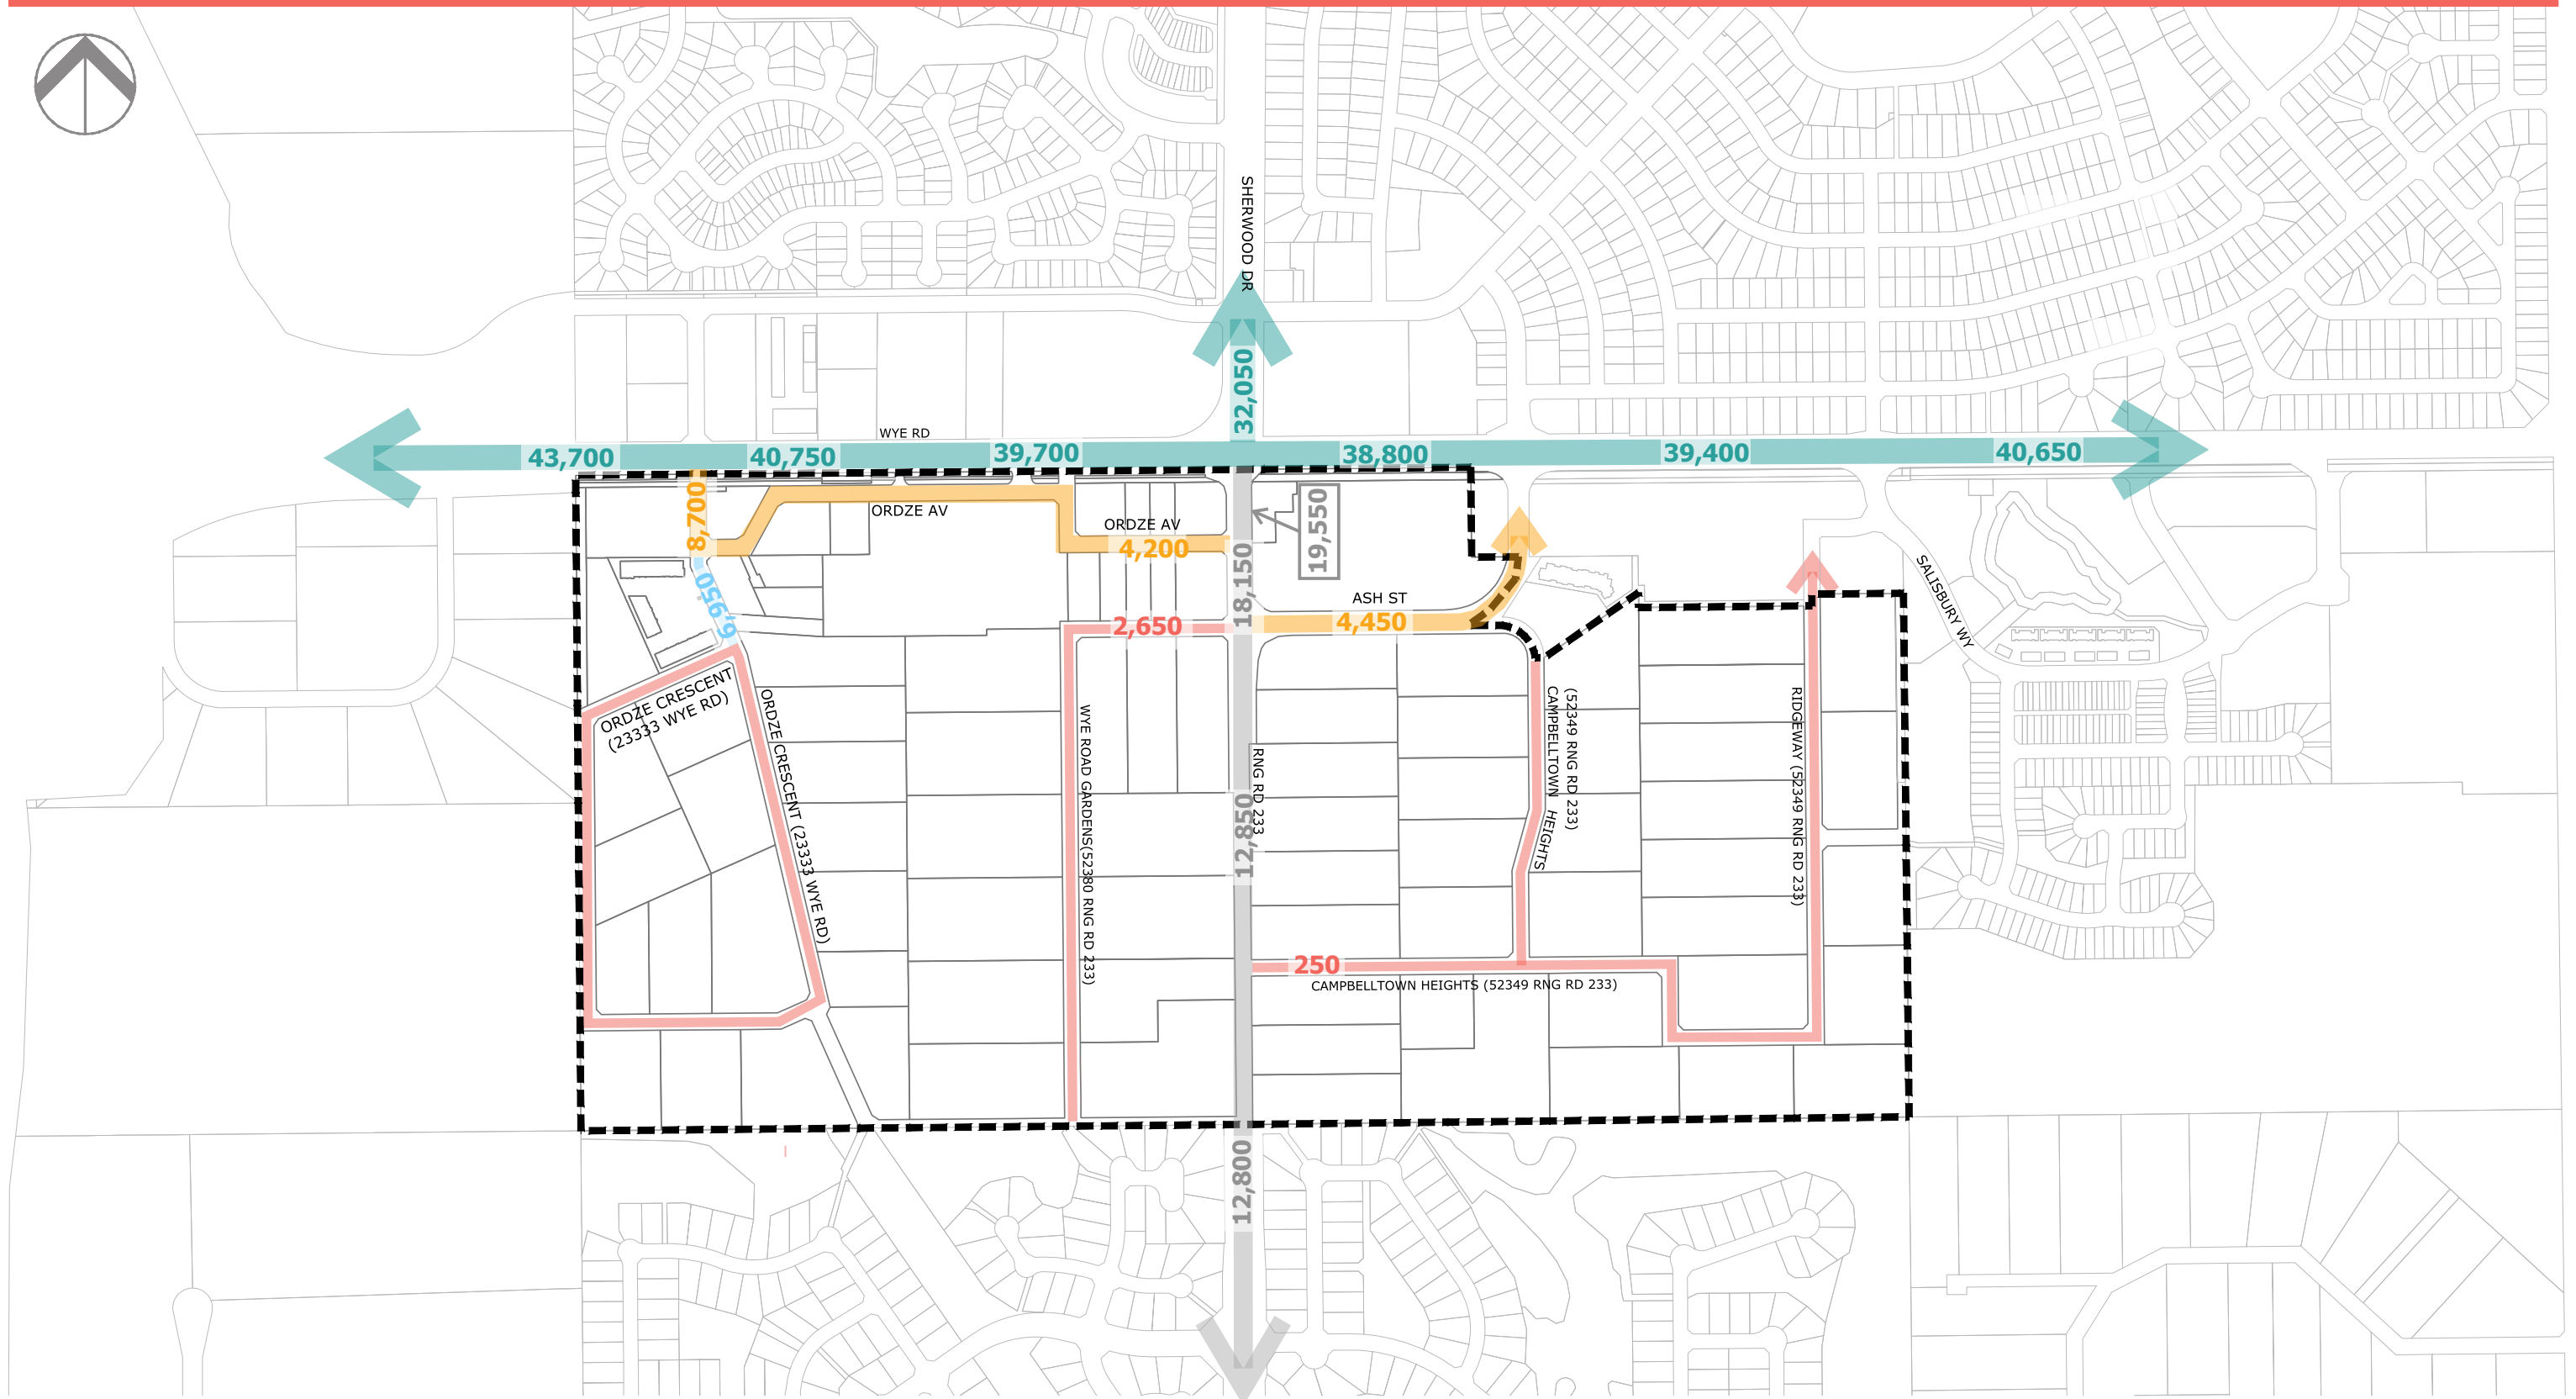 SHERWOOD DR
32,050
WYE RD
43,700
40,750
39,700
38,800
39,400
40,650
8,700
ORDZE AV
ORDZE AV
4,200
19,550
18,150
6,950
ASH ST
4,450
2,650
SALISBURY WY
ORDZE CRESCENT
(23333 WYE RD)
ORDZE CRESCENT (23333 WYE RD)
WYE ROAD GARDENS(52380 RNG RD 233)
RNG RD 233
12,850
(52349 RNG RD 233)
CAMPBELLTOWN HEIGHTS
RIDGEWAY (52349 RNG RD 233)
250
CAMPBELLTOWN HEIGHTS (52349 RNG RD 233)
12,800